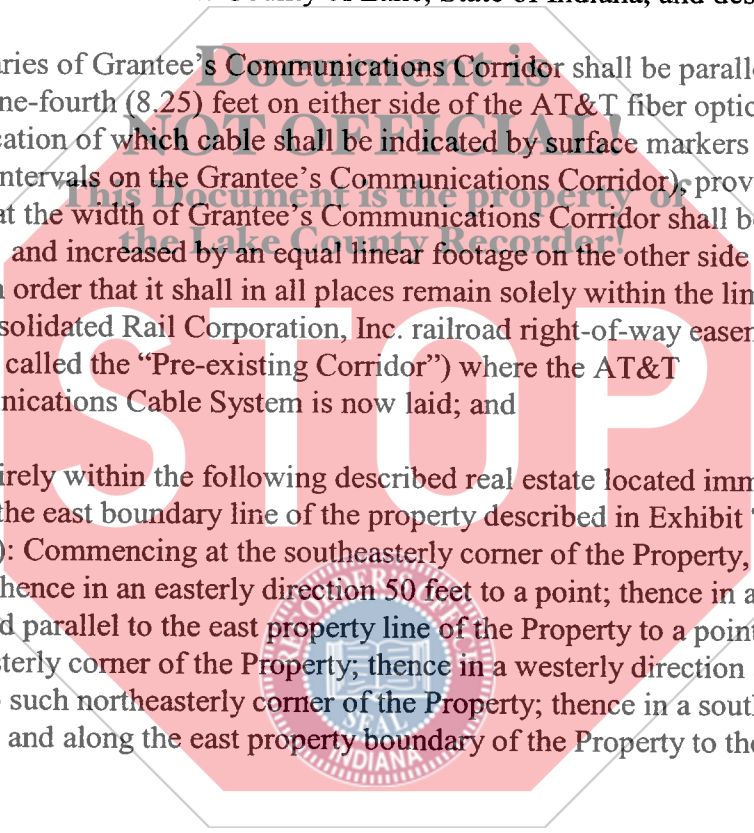 County of Lake, State of Indiana, and des
aries of Grantee's Communications Corridor shall be paralle
Document is
ne-fourth (8.25) feet on either side of the AT&T fiber optic
NOT OFFICIAL!
cation of which cable shall be indicated by surface markers
ntervals on the Grantee's Communications Corridor), prov
This Document is the property of
at the width of Grantee's Communications Corridor shall be
the Lake County Recorder!
and increased by an equal linear footage on the other side
n order that it shall in all places remain solely within the lim
solidated Rail Corporation, Inc. railroad right-of-way easem
called the “Pre-existing Corridor”) where the AT&T
nications Cable System is now laid; and
STOP
irely within the following described real estate located imm
the east boundary line of the property described in Exhibit “
): Commencing at the southeasterly corner of the Property,
hence in an easterly direction 50 feet to a point; thence in a
d parallel to the east property line of the Property to a point
sterly corner of the Property; thence in a westerly direction
such northeasterly corner of the Property; thence in a south
and along the east property boundary of the Property to the
RECORDER'S OFFICE
SEAL
INDIANA